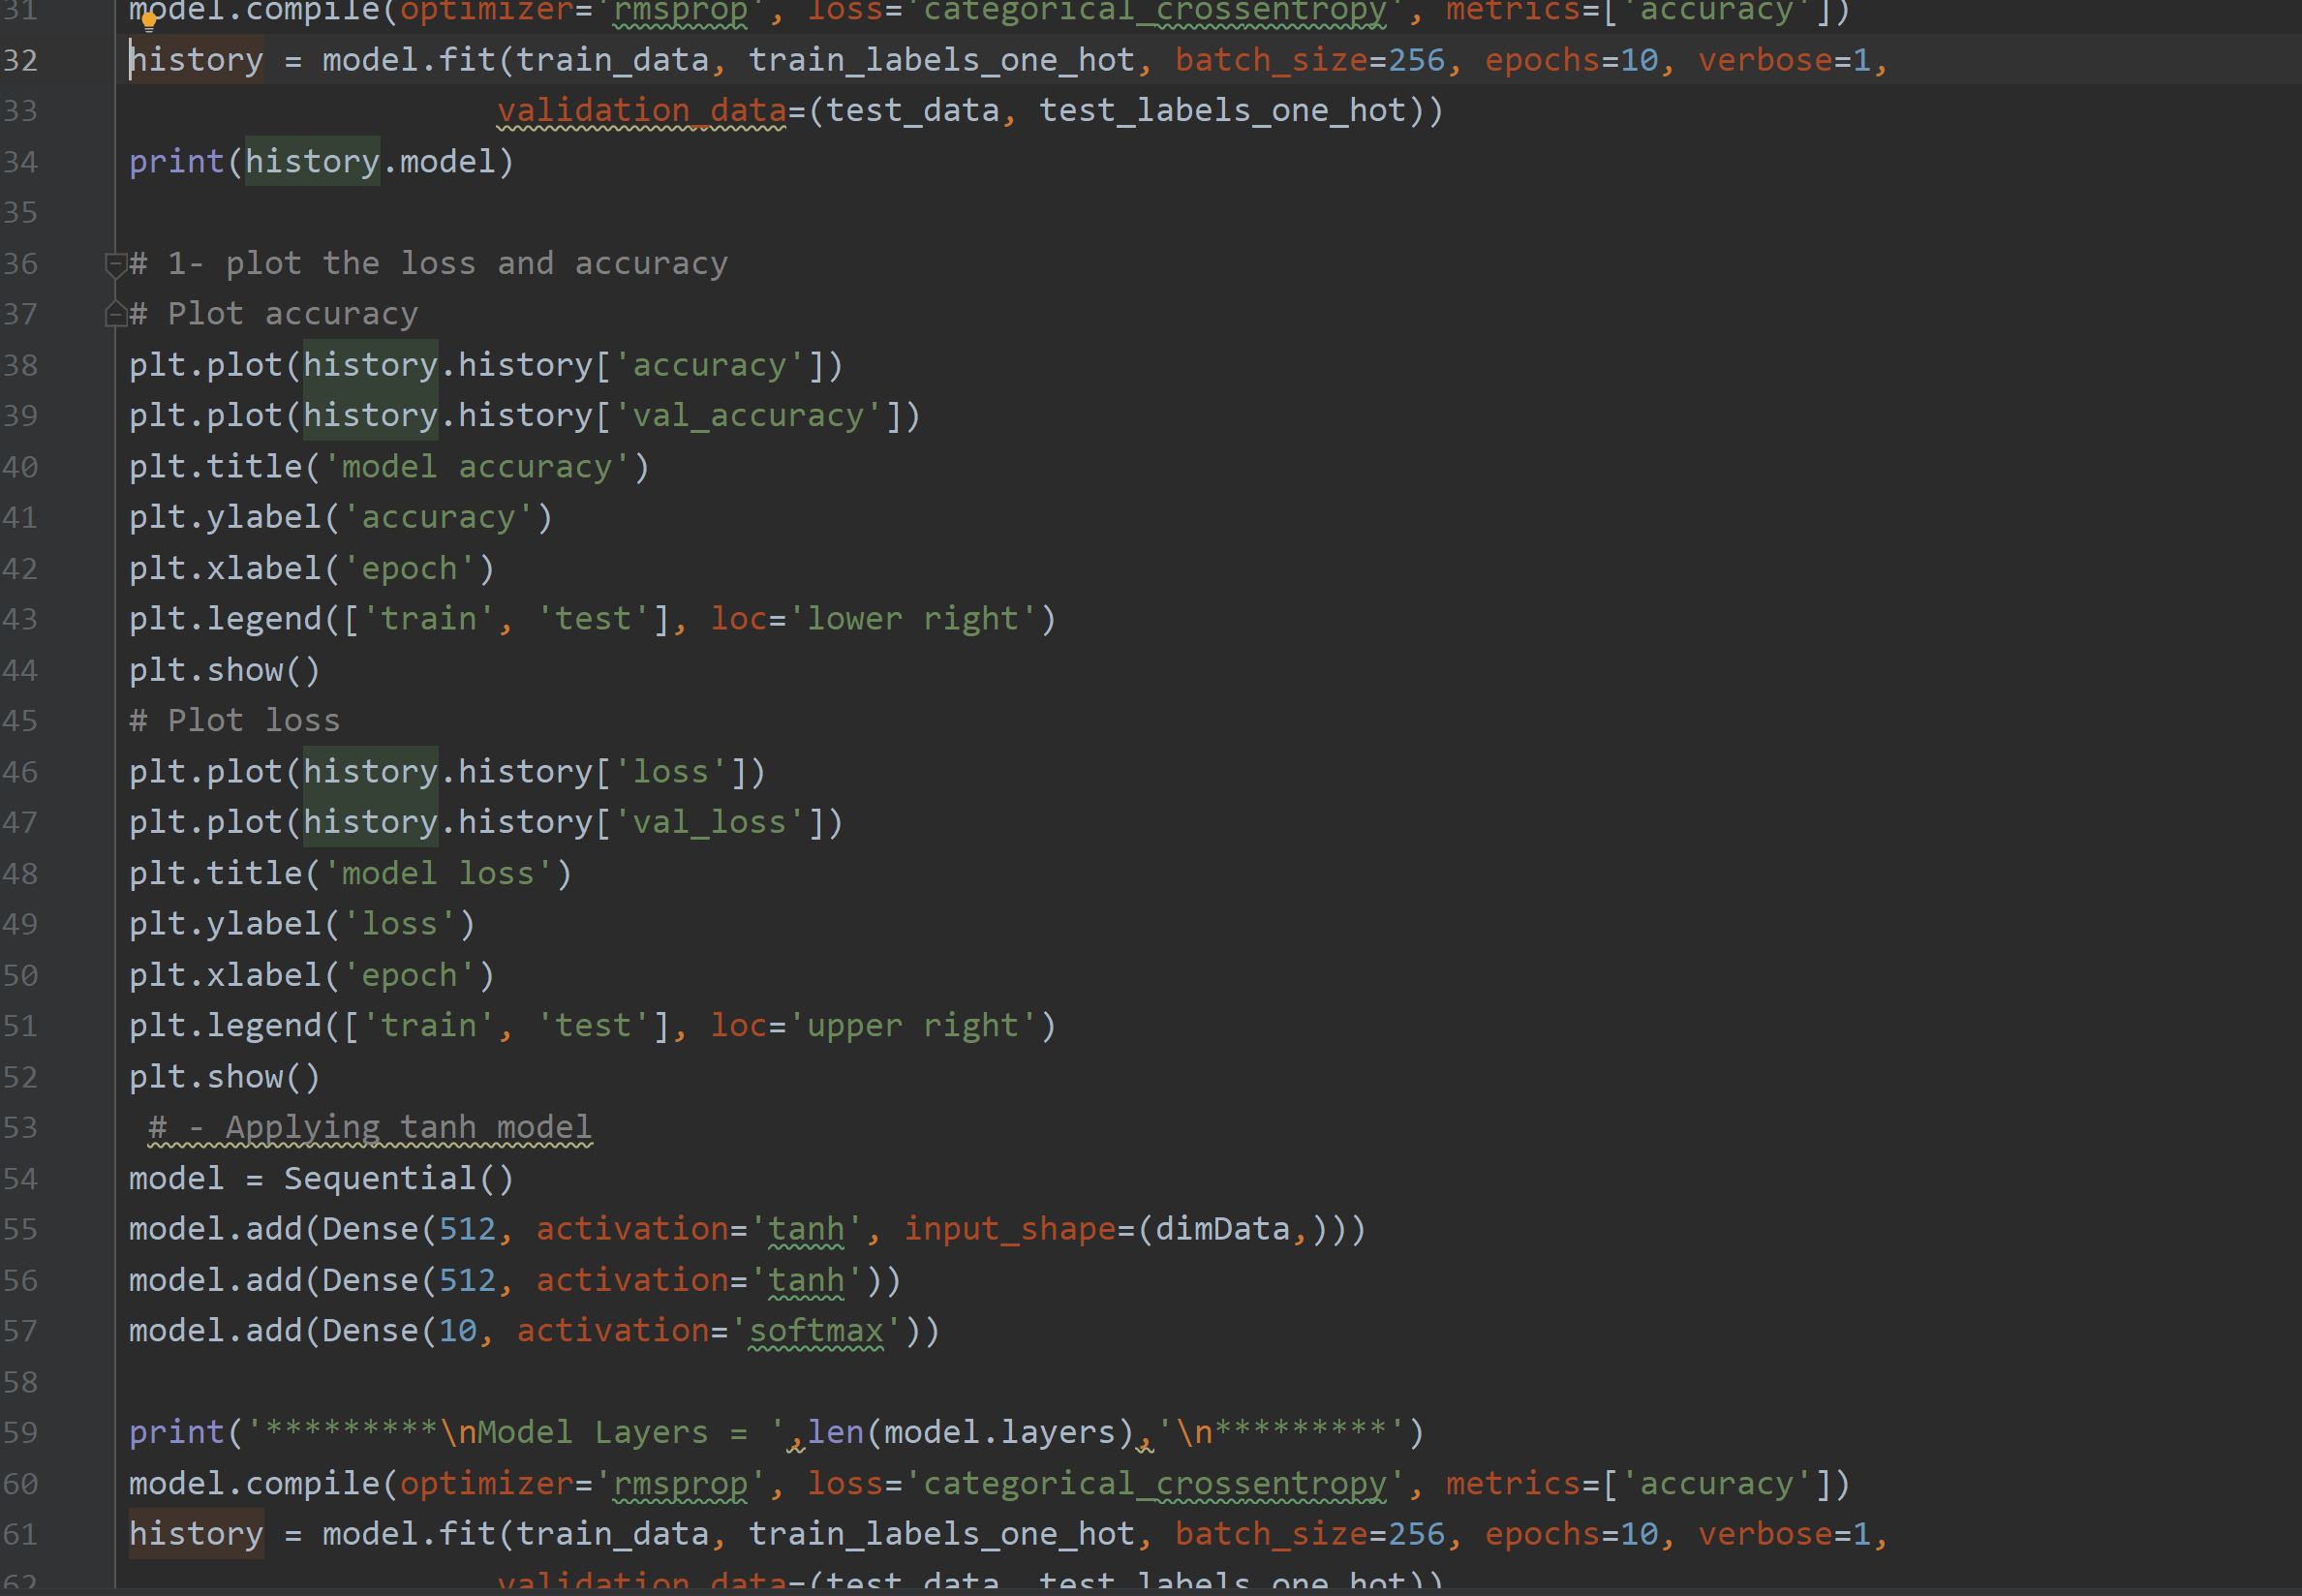 31 model.compile(optimizer='rmsprop', loss='categorical_crossentropy', metrics=['accuracy'])
32 history = model.fit(train_data, train_labels_one_hot, batch_size=256, epochs=10, verbose=1,
33                    validation_data=(test_data, test_labels_one_hot))
34 print(history.model)
35
36 # 1- plot the loss and accuracy
37 # Plot accuracy
38 plt.plot(history.history['accuracy'])
39 plt.plot(history.history['val_accuracy'])
40 plt.title('model accuracy')
41 plt.ylabel('accuracy')
42 plt.xlabel('epoch')
43 plt.legend(['train', 'test'], loc='lower right')
44 plt.show()
45 # Plot loss
46 plt.plot(history.history['loss'])
47 plt.plot(history.history['val_loss'])
48 plt.title('model loss')
49 plt.ylabel('loss')
50 plt.xlabel('epoch')
51 plt.legend(['train', 'test'], loc='upper right')
52 plt.show()
53  # - Applying tanh model
54 model = Sequential()
55 model.add(Dense(512, activation='tanh', input_shape=(dimData,)))
56 model.add(Dense(512, activation='tanh'))
57 model.add(Dense(10, activation='softmax'))
58
59 print('*********\nModel Layers = ',len(model.layers),'\n*********')
60 model.compile(optimizer='rmsprop', loss='categorical_crossentropy', metrics=['accuracy'])
61 history = model.fit(train_data, train_labels_one_hot, batch_size=256, epochs=10, verbose=1,
62                    validation_data=(test_data, test_labels_one_hot))